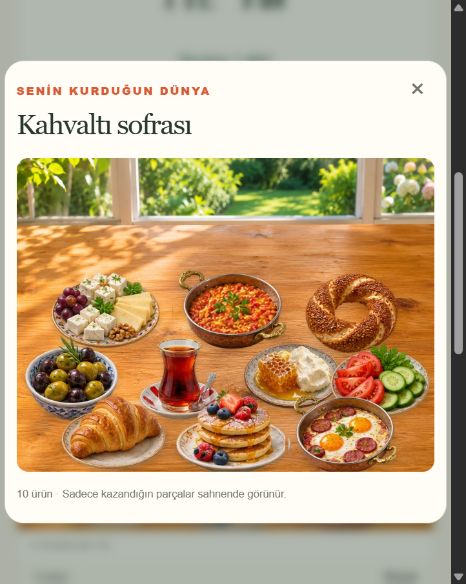 SENİN KURDUĞUN DÜNYA
Kahvaltı sofrası
10 ürün · Sadece kazandığın parçalar sahnende görünür.